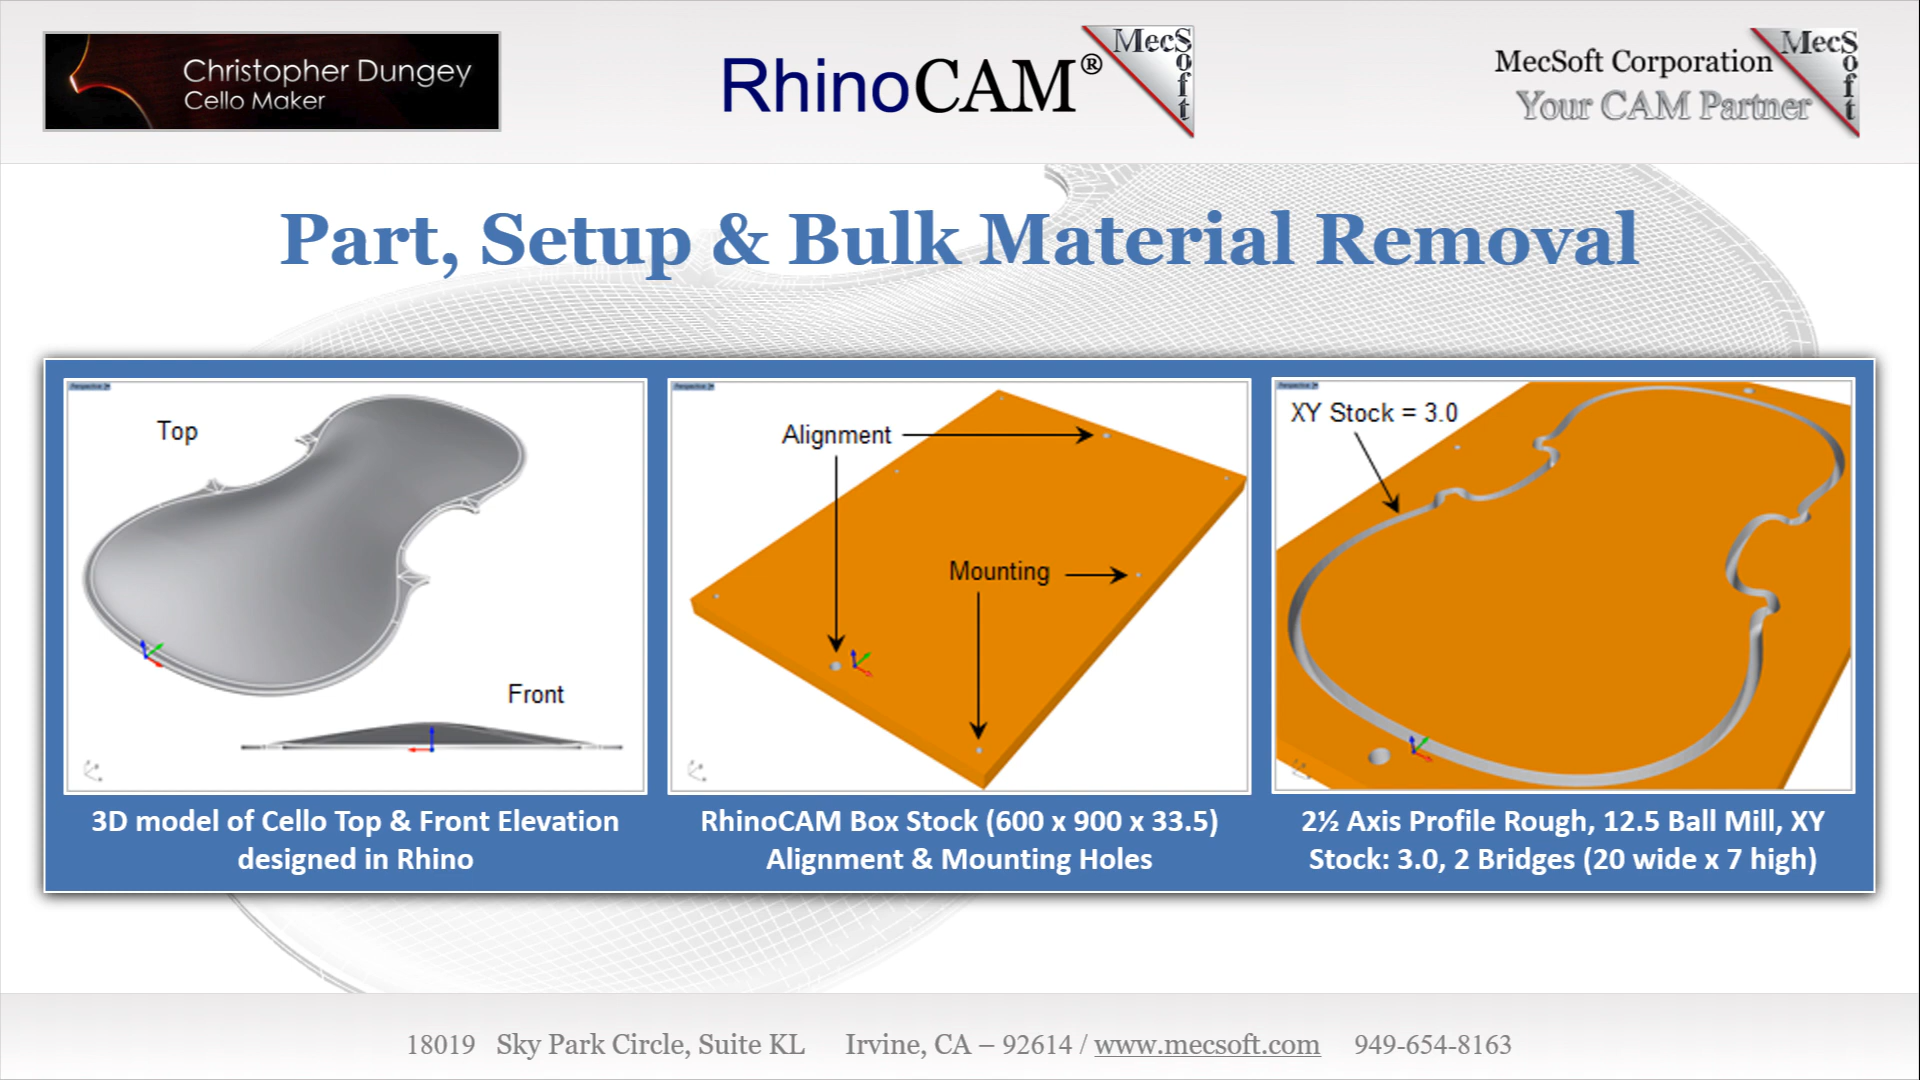 Christopher Dungey
Cello Maker
RhinoCAM®
MecSoft
MecSoft Corporation
Your CAM Partner
MecSoft
Part, Setup & Bulk Material Removal
Perspective
Top
Front
3D model of Cello Top & Front Elevation
designed in Rhino
Perspective
Alignment
Mounting
RhinoCAM Box Stock (600 x 900 x 33.5)
Alignment & Mounting Holes
Perspective
XY Stock = 3.0
2½ Axis Profile Rough, 12.5 Ball Mill, XY
Stock: 3.0, 2 Bridges (20 wide x 7 high)
18019 Sky Park Circle, Suite KL Irvine, CA – 92614 / www.mecsoft.com 949-654-8163